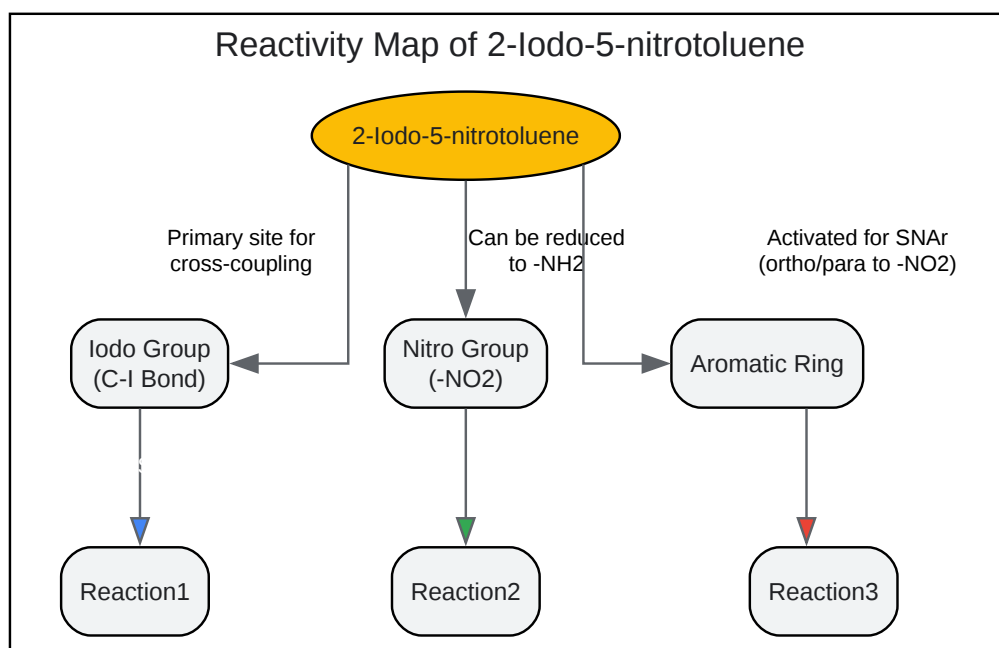 Reactivity Map of 2-Iodo-5-nitrotoluene
2-Iodo-5-nitrotoluene
Primary site for
cross-coupling
Can be reduced
to -NH2
Activated for SNAr
(ortho/para to -NO2)
Iodo Group
(C-I Bond)
Nitro Group
(-NO2)
Aromatic Ring
Reaction1
Reaction2
Reaction3